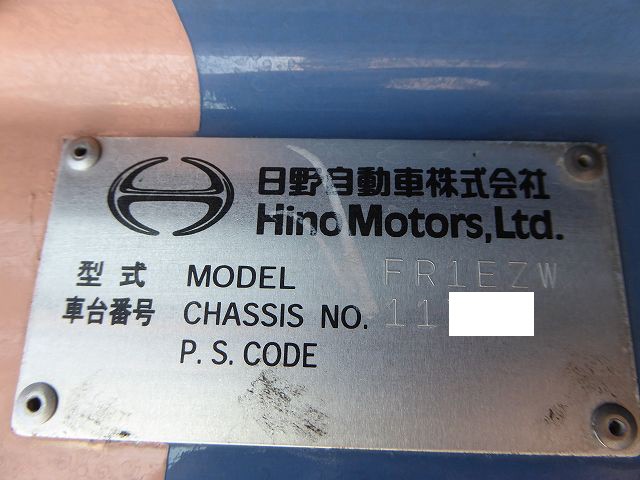 日野自動車株式会社
Hino Motors, Ltd.
型式 MODEL FR1EZW
車台番号 CHASSIS NO. 11
P.S. CODE